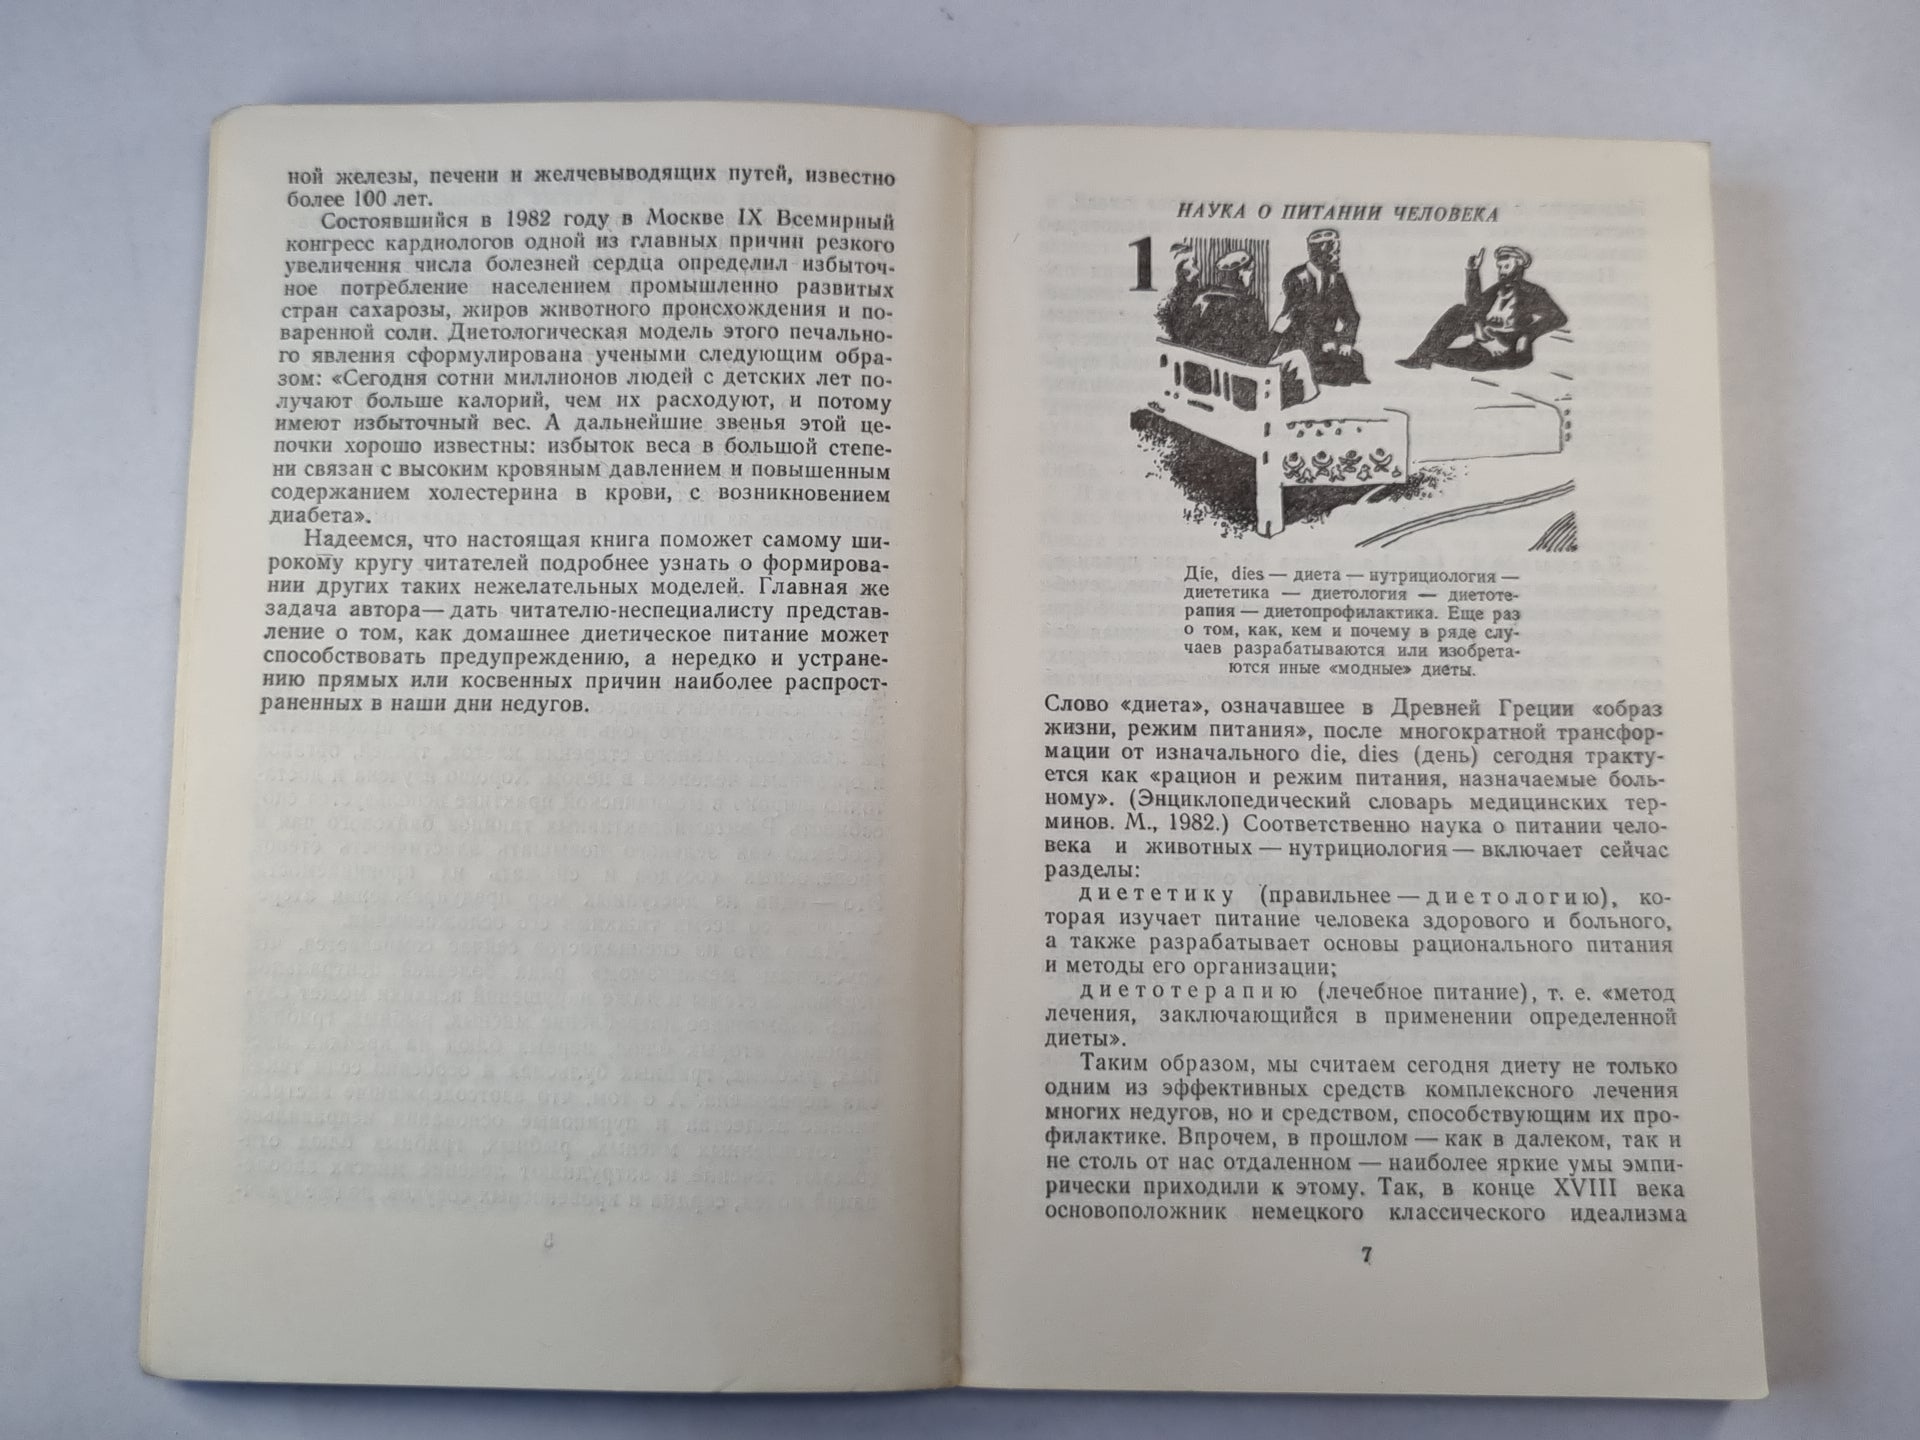 ной железы, печени и желчевыводящих путей, известно
более 100 лет.
Состоявшийся в 1982 году в Москве IX Всемирный
конгресс кардиологов одной из главных причин резкого
увеличения числа болезней сердца определил избыточ-
ное потребление населением промышленно развитых
стран сахарозы, жиров животного происхождения и по-
варенной соли. Диетологическая модель этого печально-
го явления сформулирована учеными следующим обра-
зом: «Сегодня сотни миллионов людей с детских лет по-
лучают больше калорий, чем их расходуют, и потому
имеют избыточный вес. А дальнейшие звенья этой це-
почки хорошо известны: избыток веса в большой степе-
ни связан с высоким кровяным давлением и повышенным
содержанием холестерина в крови, с возникновением
диабета».
Надеемся, что настоящая книга поможет самому ши-
рокому кругу читателей подробнее узнать о формирова-
нии других таких нежелательных моделей. Главная же
задача автора — дать читателю-неспециалисту представ-
ление о том, как домашнее диетическое питание может
способствовать предупреждению, а нередко и устране-
нию прямых или косвенных причин наиболее распрост-
раненных в наши дни недугов.
НАУКА О ПИТАНИИ ЧЕЛОВЕКА
1
Die, dies — диета — нутрициология —
диететика — диетология — диетоте-
рапия — диетопрофилактика. Еще раз
о том, как, кем и почему в ряде слу-
чаев разрабатываются или изобрета-
ются иные «модные» диеты.
Слово «диета», означавшее в Древней Греции «образ
жизни, режим питания», после многократной трансфор-
мации от изначального die, dies (день) сегодня тракту-
ется как «рацион и режим питания, назначаемые боль-
ному». (Энциклопедический словарь медицинских тер-
минов. М., 1982.) Соответственно наука о питании чело-
века и животных — нутрициология — включает сейчас
разделы:
диететику (правильнее — диетологию), ко-
торая изучает питание человека здорового и больного,
а также разрабатывает основы рационального питания
и методы его организации;
диетотерапию (лечебное питание), т. е. «метод
лечения, заключающийся в применении определенной
диеты».
Таким образом, мы считаем сегодня диету не только
одним из эффективных средств комплексного лечения
многих недугов, но и средством, способствующим их про-
филактике. Впрочем, в прошлом — как в далеком, так и
не столь от нас отдаленном — наиболее яркие умы эмпи-
рически приходили к этому. Так, в конце XVIII века
основоположник немецкого классического идеализма
7